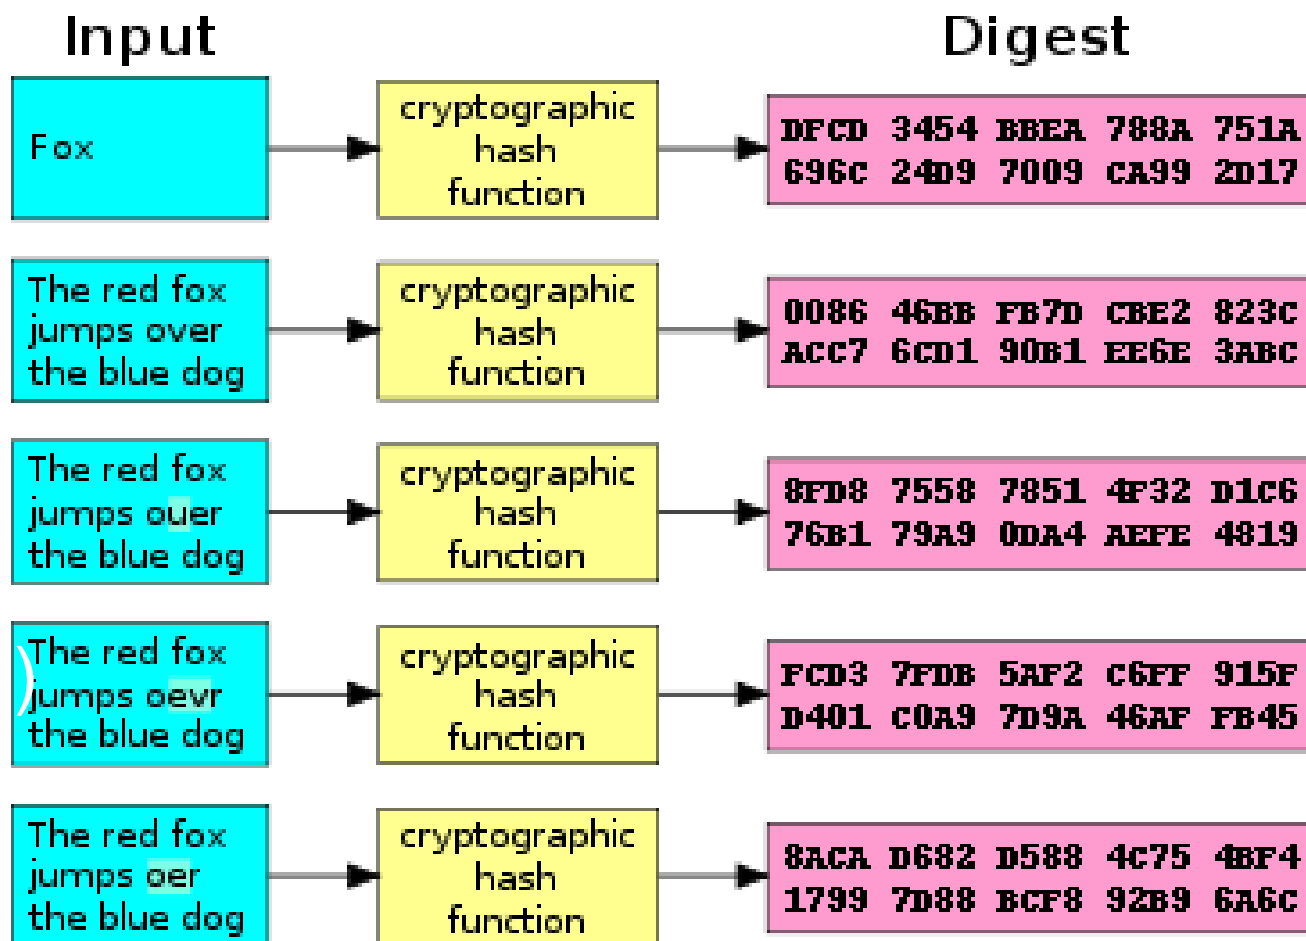 Input
Digest
Fox
cryptographic
hash
function
DFCD 3454 BBEA 788A 751A
696C 24D9 7009 CA99 2D17
The red fox
jumps over
the blue dog
cryptographic
hash
function
0086 46BB FB7D CBE2 823C
ACC7 6CD1 90B1 EE6E 3ABC
The red fox
jumps ouer
the blue dog
cryptographic
hash
function
8FD8 7558 7851 4F32 D1C6
76B1 79A9 0DA4 AEFE 4819
)
The red fox
jumps oevr
the blue dog
cryptographic
hash
function
FCD3 7FDB 5AF2 C6FF 915F
D401 C0A9 7D9A 46AF FB45
The red fox
jumps oer
the blue dog
cryptographic
hash
function
8ACA D682 D588 4C75 4BF4
1799 7D88 BCF8 92B9 6A6C